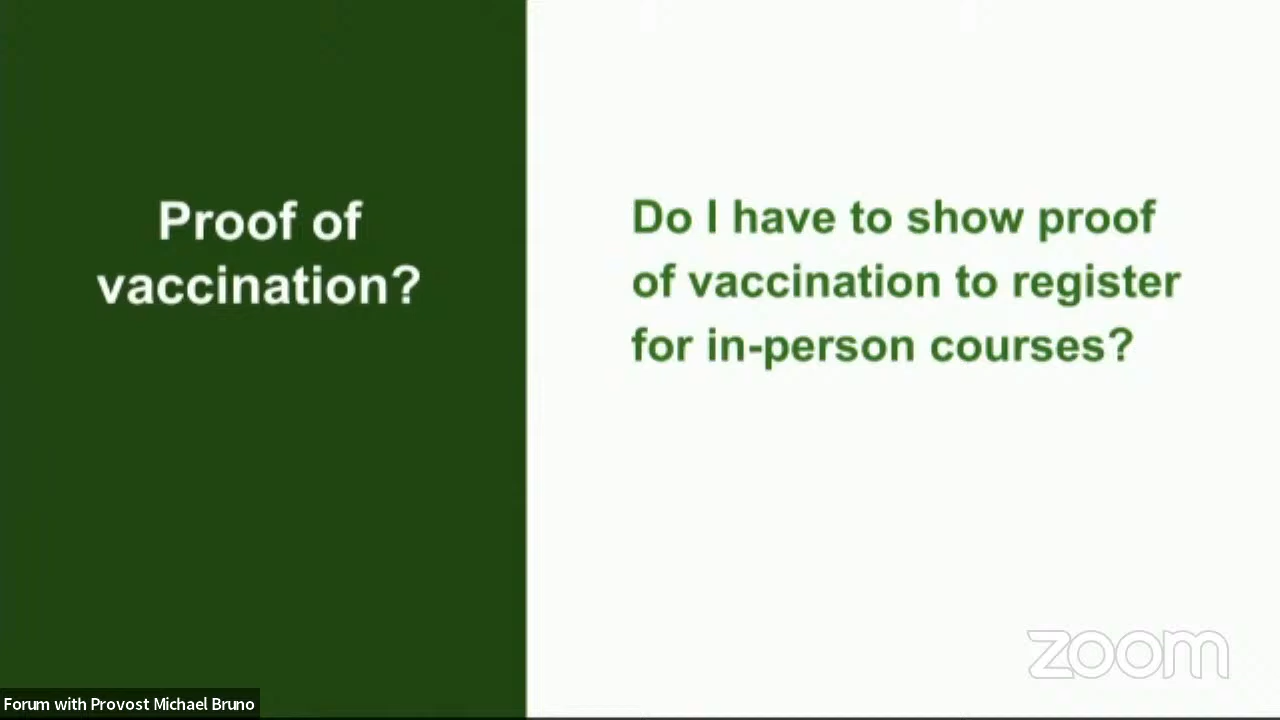 Proof of
vaccination?
Do I have to show proof
of vaccination to register
for in-person courses?
zoom
Forum with Provost Michael Bruno